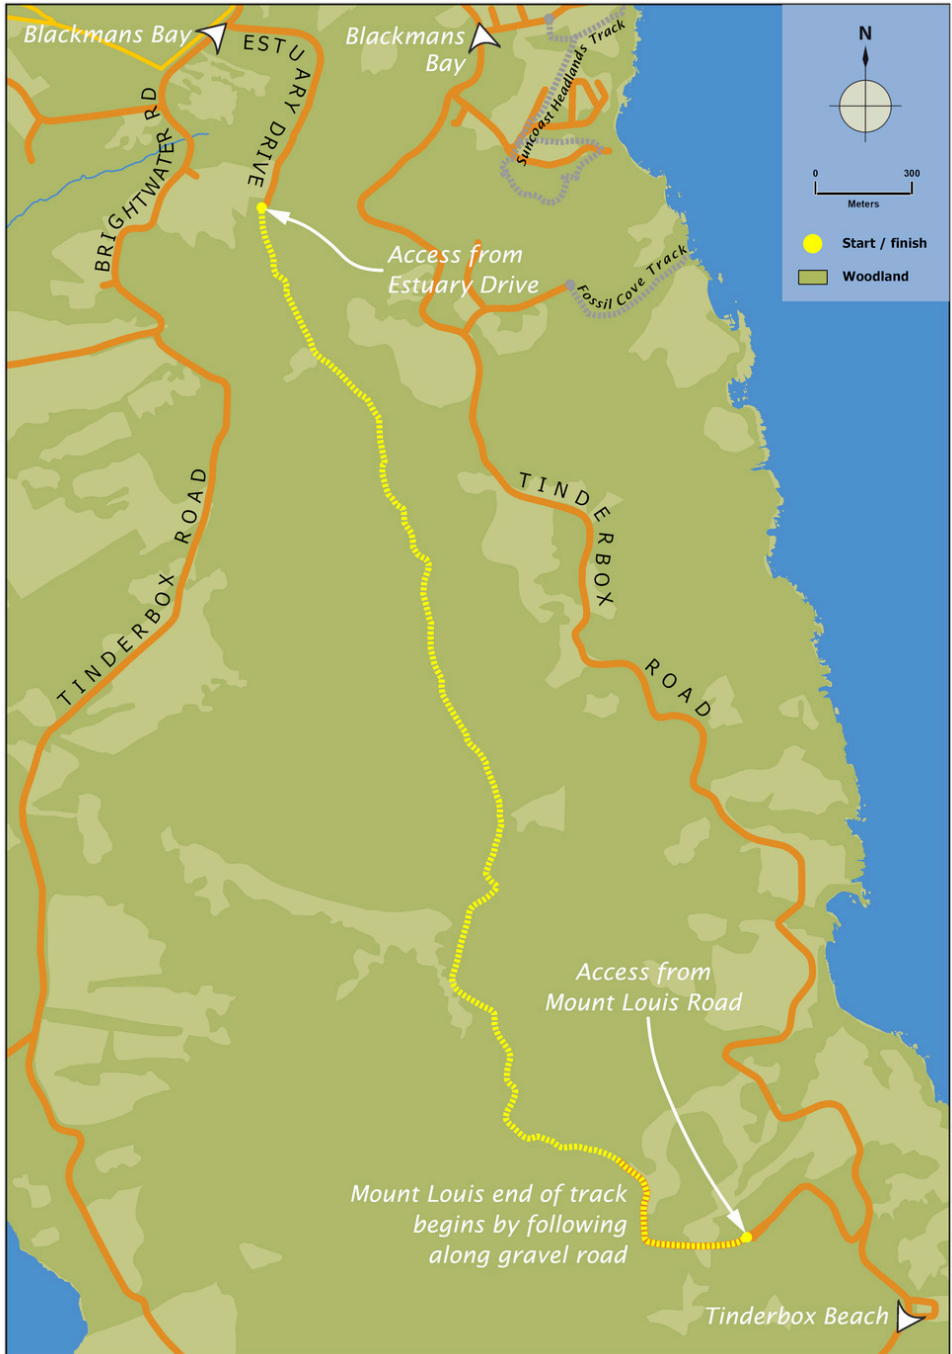 Blackmans Bay
ESTUARY DRIVE
Blackmans
Bay
Suncoast Headlands Track
N
0 300
Meters
Start / finish
Woodland
BRIGHTWATER RD
Access from
Estuary Drive
Fossil Cove Track
TINDERBOX ROAD
TINDERBOX ROAD
Access from
Mount Louis Road
Mount Louis end of track
begins by following
along gravel road
Tinderbox Beach